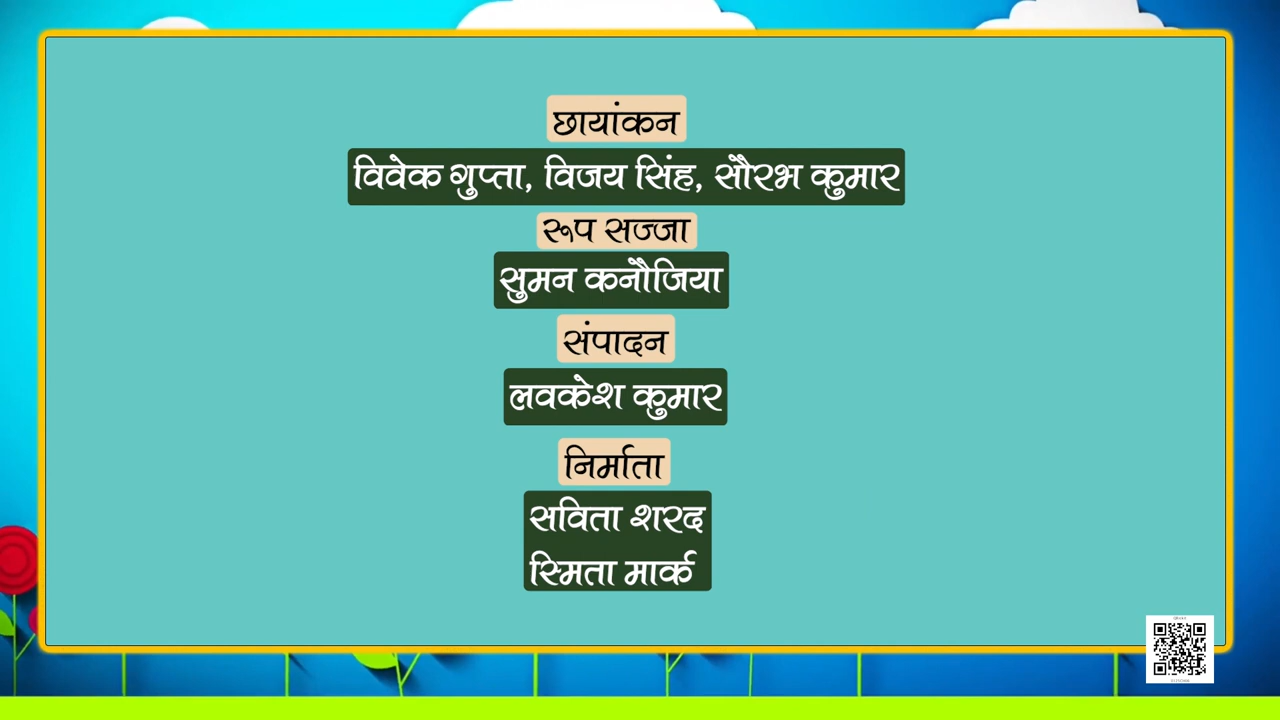 छायांकन
विवेक गुप्ता, विजय सिंह, सौरभ कुमार
रूप सज्जा
सुमन कनौजिया
संपादन
लवकेश कुमार
निर्माता
सविता शरद
स्मिता मार्क